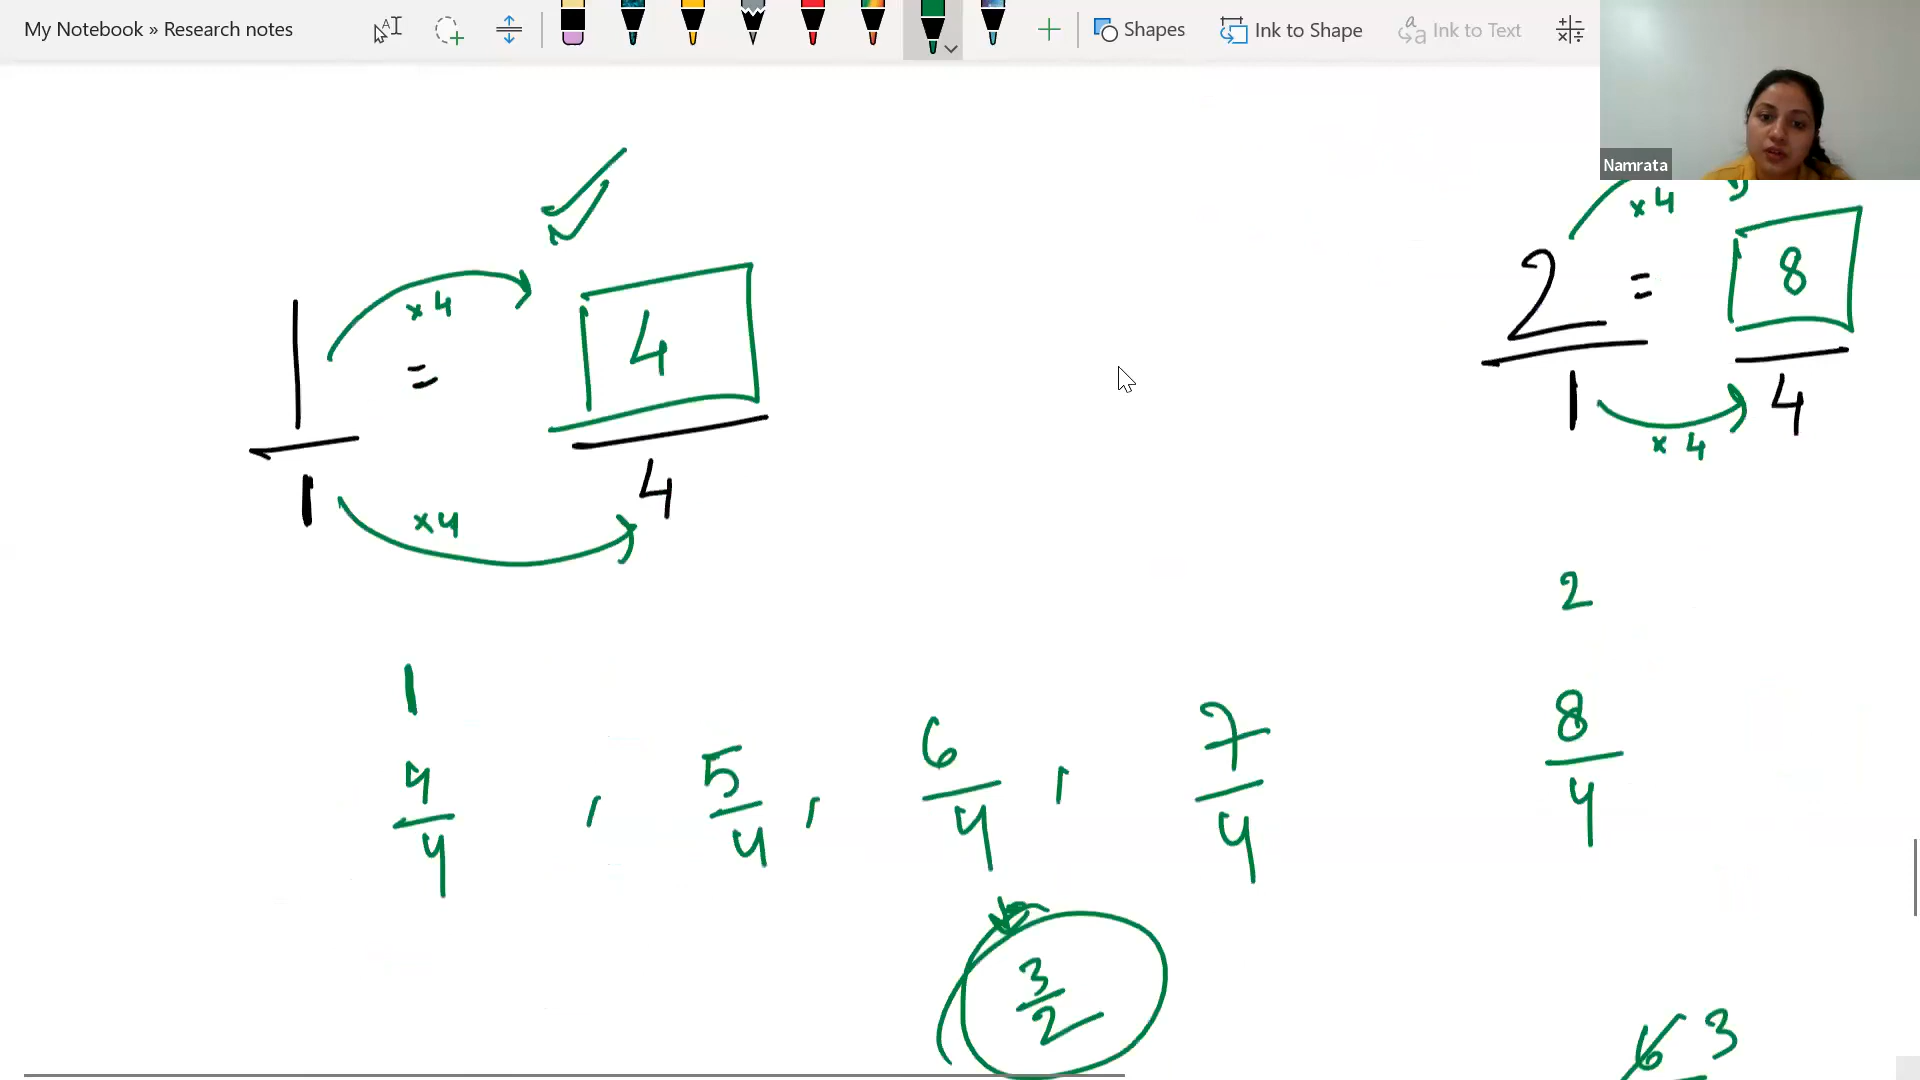 My Notebook » Research notes
Shapes
Ink to Shape
Ink to Text
Namrata
1/1 = 4/4
×4
×4
2/1 = 8/4
×4
×4
1
2
4/4 , 5/4 , 6/4 , 7/4 8/4
3/2
6 3